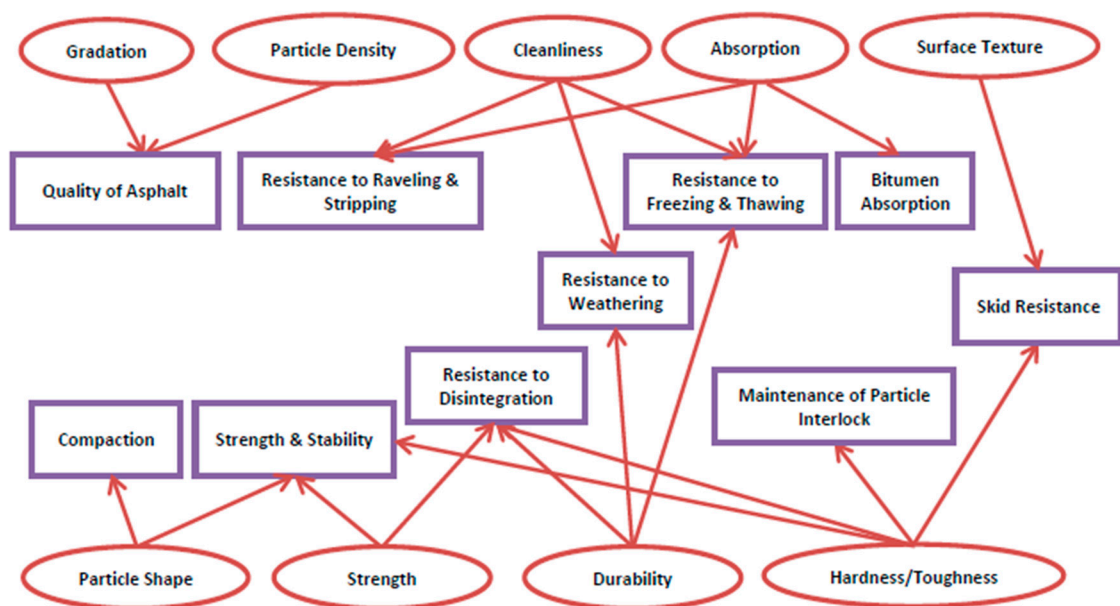 Gradation
Particle Density
Cleanliness
Absorption
Surface Texture
Quality of Asphalt
Resistance to Raveling &
Stripping
Resistance to
Freezing & Thawing
Bitumen
Absorption
Resistance to
Weathering
Skid Resistance
Resistance to
Disintegration
Maintenance of Particle
Interlock
Compaction
Strength & Stability
Particle Shape
Strength
Durability
Hardness/Toughness